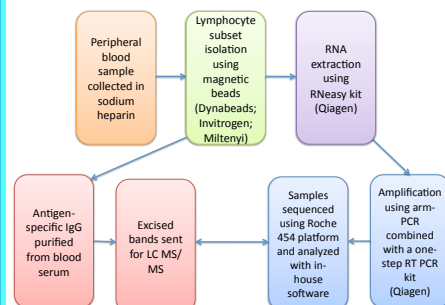 Peripheral
blood
sample
collected in
sodium
heparin
Lymphocyte
subset
isolation
using
magnetic
beads
(Dynabeads;
Invitrogen;
Miltenyi)
RNA
extraction
using
RNeasy kit
(Qiagen)
Antigen-
specific IgG
purified
from blood
serum
Excised
bands sent
for LC MS/
MS
Samples
sequenced
using Roche
454 platform
and analyzed
with in-
house
software
Amplification
using arm-
PCR
combined
with a one-
step RT PCR
kit
(Qiagen)